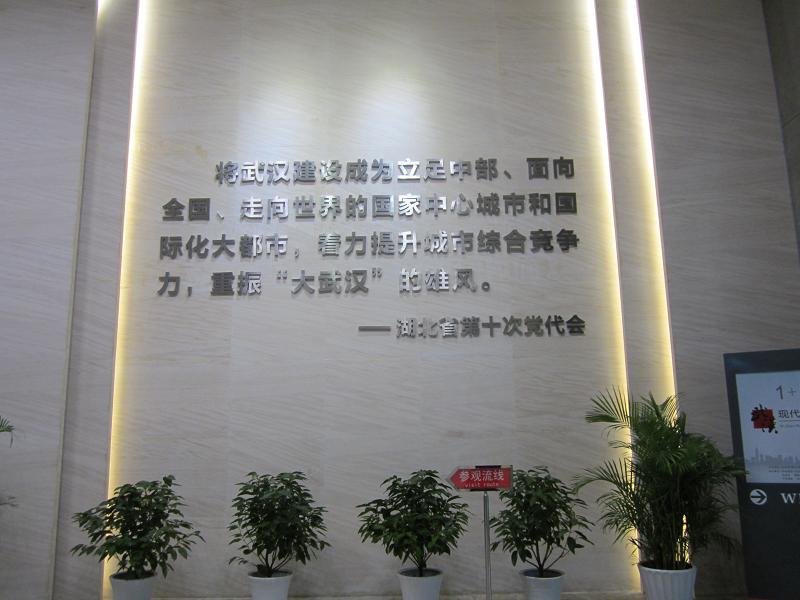 将武汉建设成为立足中部、面向
全国、走向世界的国家中心城市和国
际化大都市，着力提升城市综合竞争
力，重振“大武汉”的雄风。
——湖北省第十次党代会
参观流线
visit route
1+
现代
W